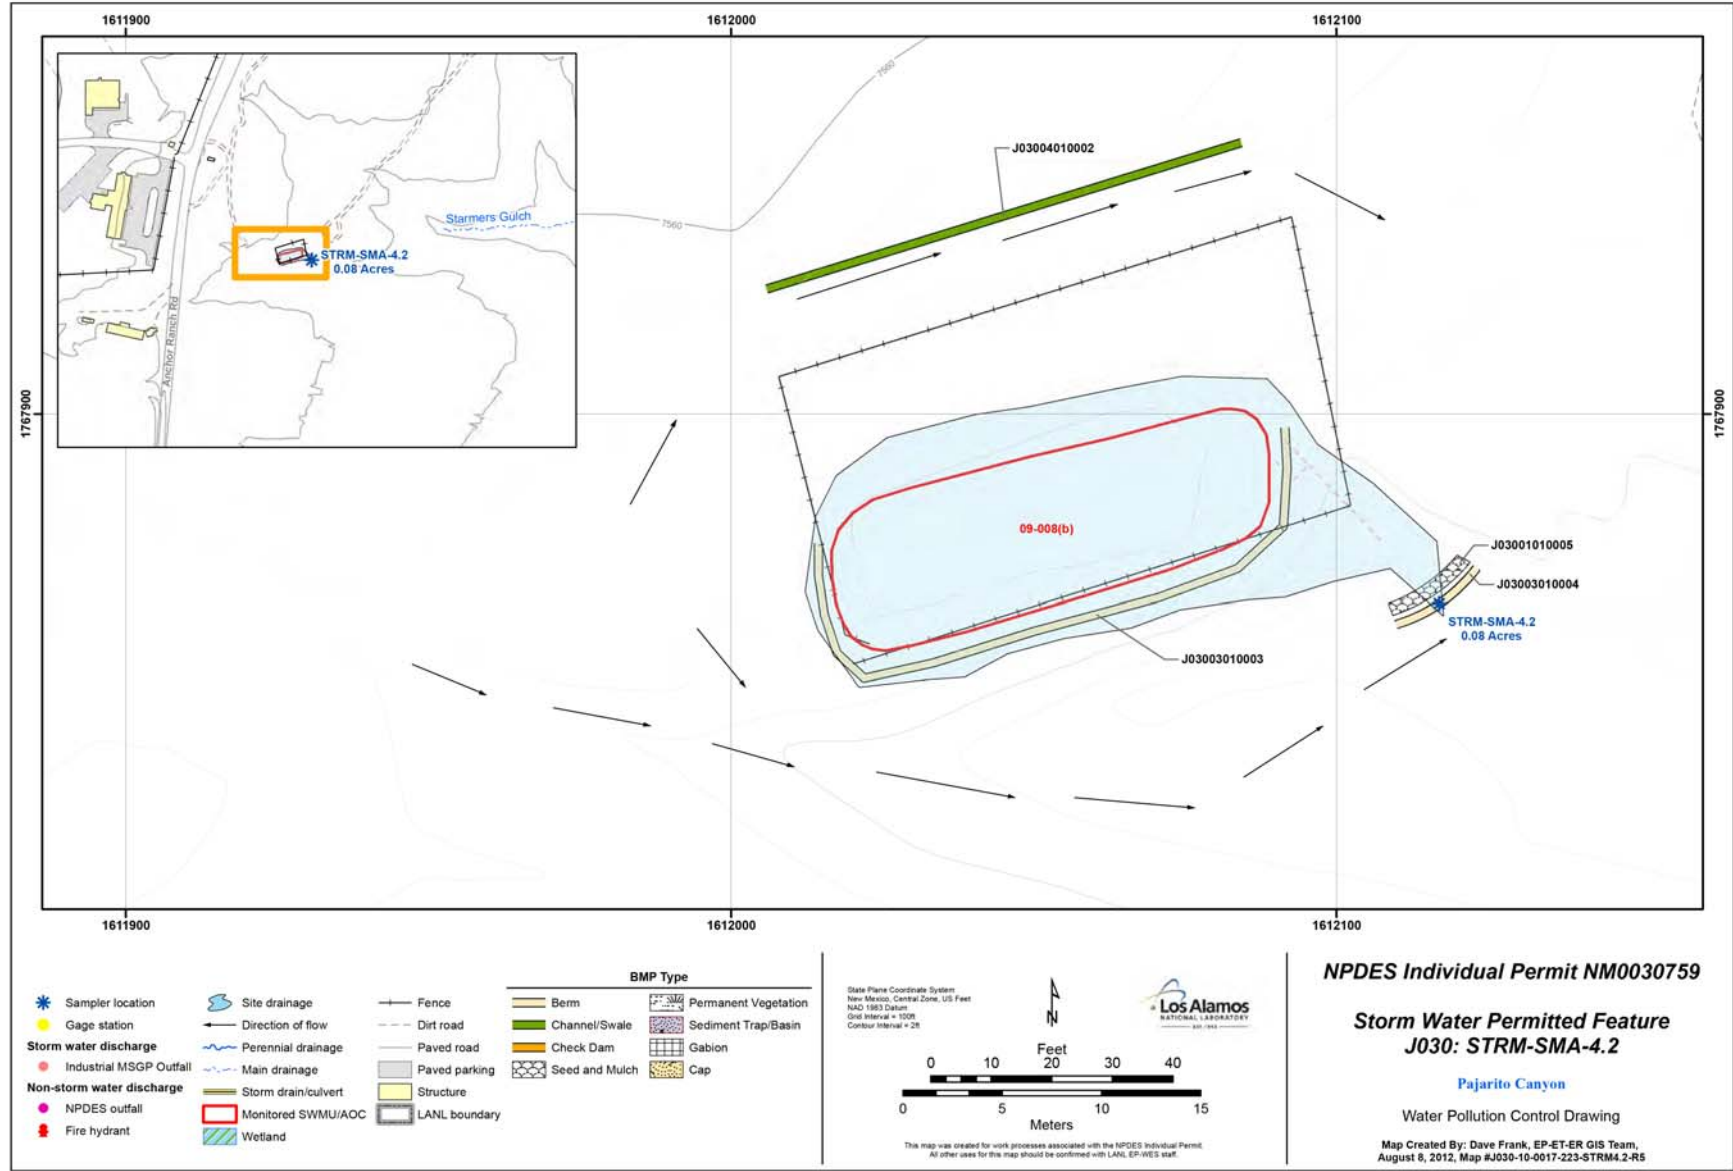 1611900
1612000
1612100
7560
J03004010002
Starmers Gulch
7560
STRM-SMA-4.2
0.08 Acres
Anchor Ranch Rd
1767900
1767900
09-008(b)
J03001010005
J03003010004
STRM-SMA-4.2
0.08 Acres
J03003010003
1611900
1612000
1612100
BMP Type
Sampler location
Gage station
Storm water discharge
Industrial MSGP Outfall
Non-storm water discharge
NPDES outfall
Fire hydrant
Site drainage
Direction of flow
Perennial drainage
Main drainage
Storm drain/culvert
Monitored SWMU/AOC
Wetland
Fence
Dirt road
Paved road
Paved parking
Structure
LANL boundary
Berm
Channel/Swale
Check Dam
Seed and Mulch
Permanent Vegetation
Sediment Trap/Basin
Gabion
Cap
State Plane Coordinate System
New Mexico, Central Zone, US Feet
NAD 1983 Datum
Grid Interval = 100ft
Contour Interval = 2ft
N
Los Alamos
NATIONAL LABORATORY
EST. 1943
Feet
0 10 20 30 40
0 5 10 15
Meters
This map was created for work processes associated with the NPDES Individual Permit.
All other uses for this map should be confirmed with LANL EP-WES staff.
NPDES Individual Permit NM0030759
Storm Water Permitted Feature
J030: STRM-SMA-4.2
Pajarito Canyon
Water Pollution Control Drawing
Map Created By: Dave Frank, EP-ET-ER GIS Team,
August 8, 2012, Map #J030-10-0017-223-STRM4.2-R5